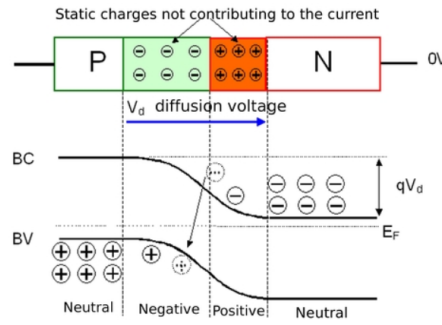 Static charges not contributing to the current
P
N
0V
V_d diffusion voltage
BC
qV_d
E_F
BV
Neutral
Negative
Positive
Neutral